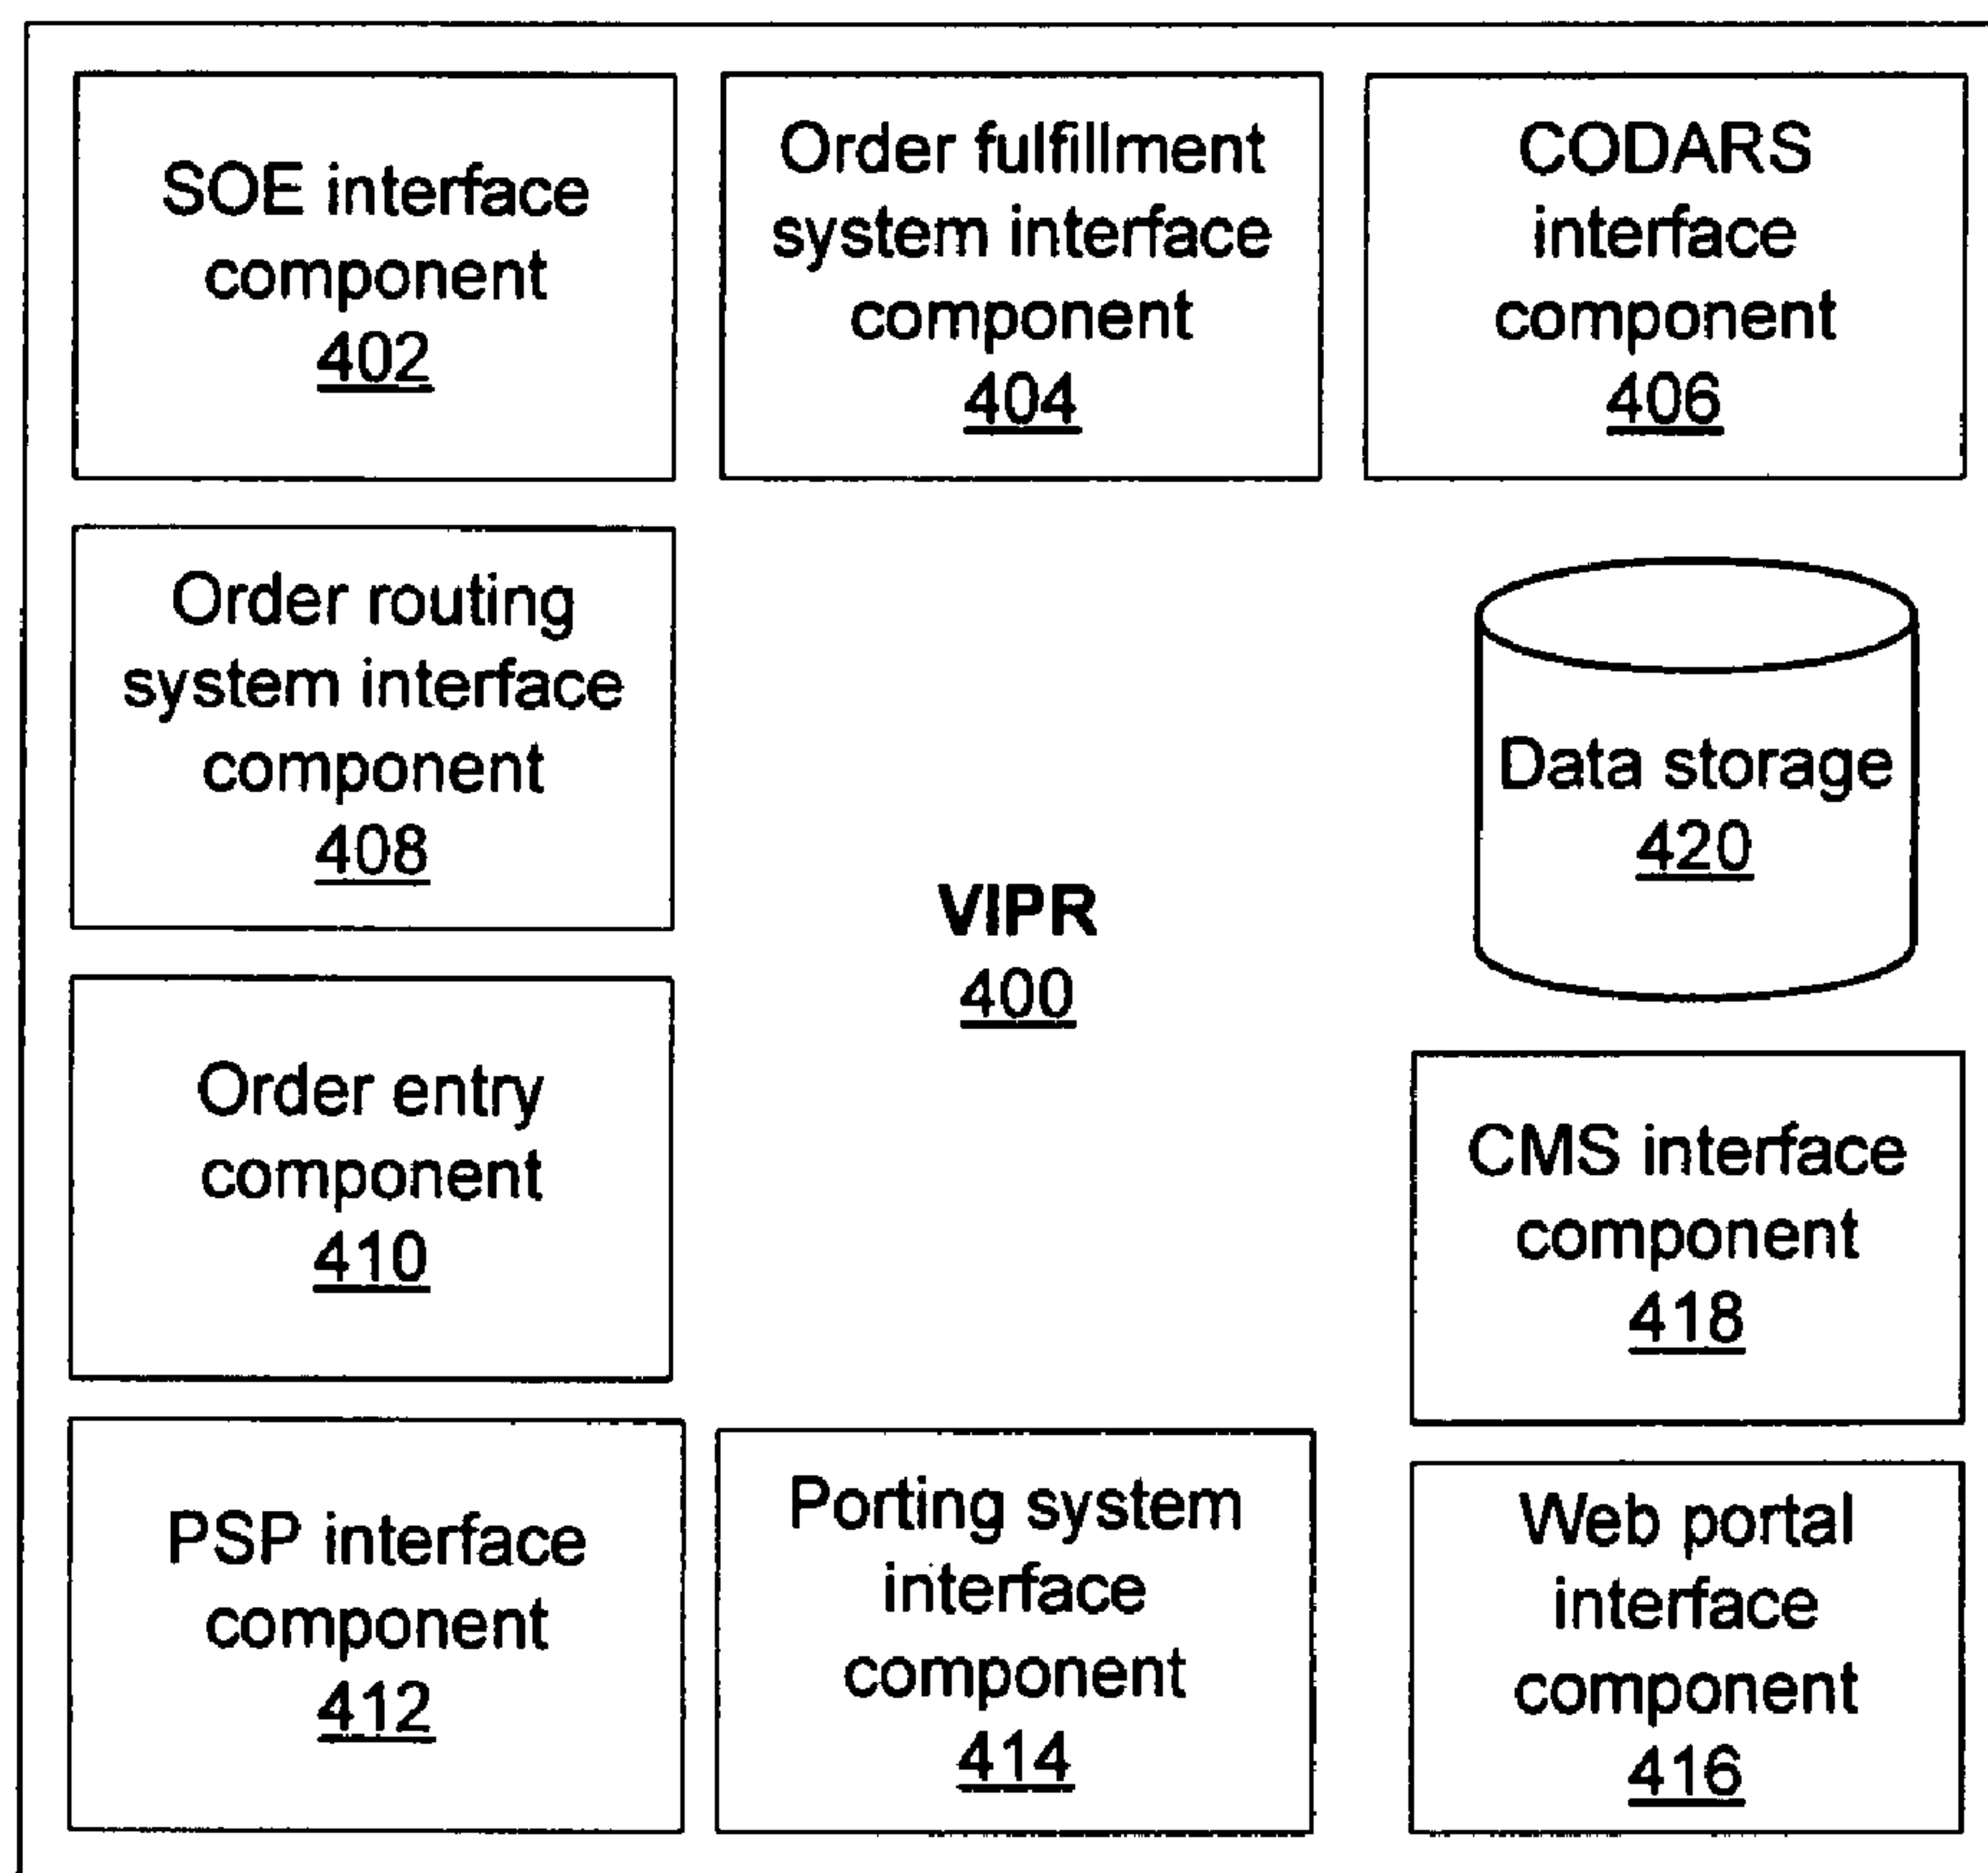 SOE interface
component
402
Order fulfillment
system interface
component
404
CODARS
interface
component
406
Order routing
system interface
component
408
Data storage
420
VIPR
400
Order entry
component
410
CMS interface
component
418
PSP interface
component
412
Porting system
interface
component
414
Web portal
interface
component
416